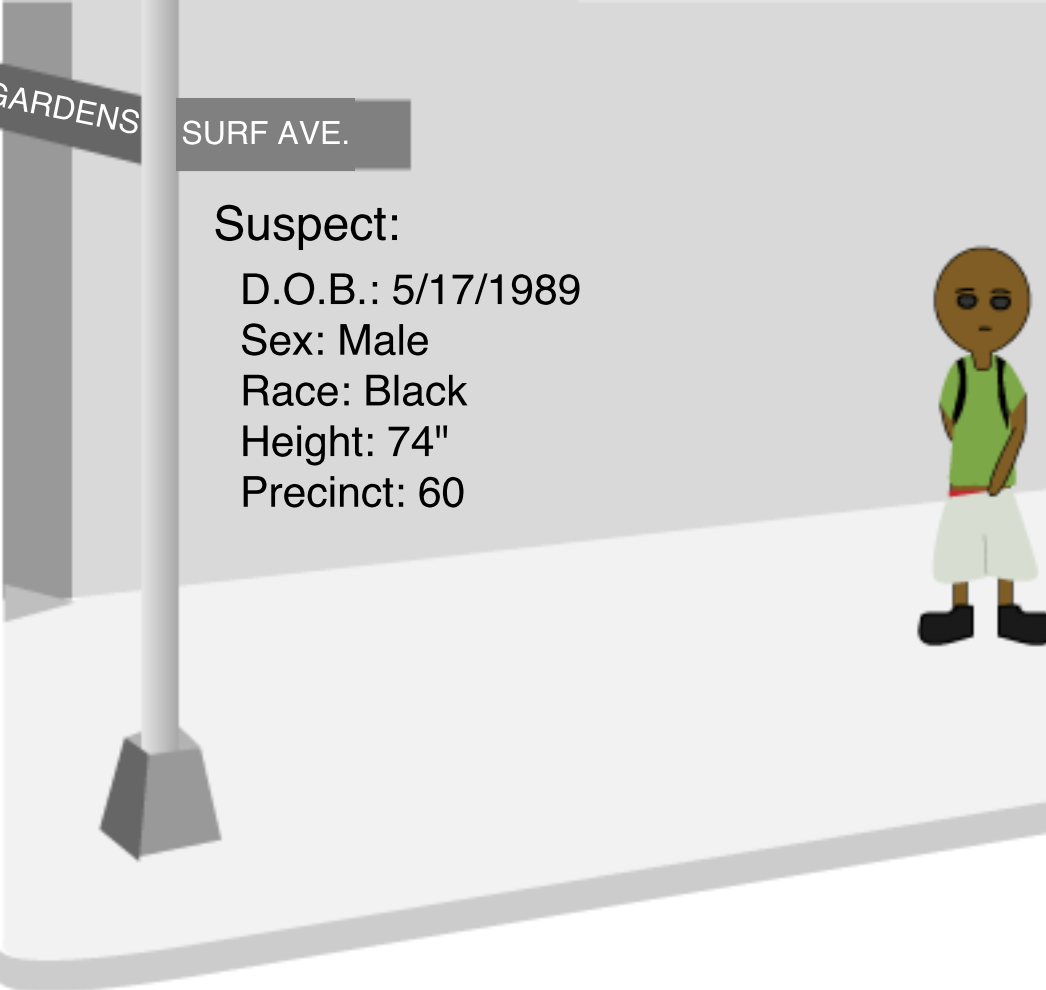 GARDENS
SURF AVE.
Suspect:
D.O.B.: 5/17/1989
Sex: Male
Race: Black
Height: 74"
Precinct: 60